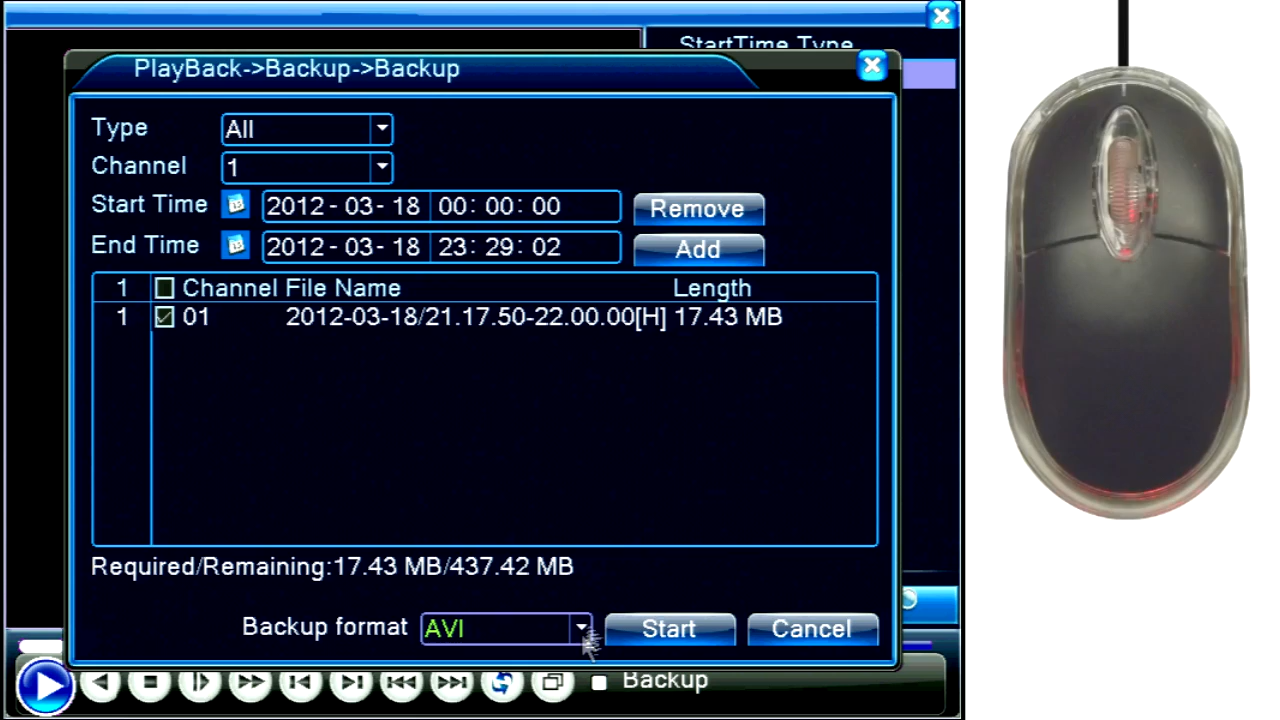 StartTime Type
PlayBack->Backup->Backup
Type All
Channel 1
Start Time 2012 - 03 - 18 00: 00: 00 Remove
End Time 2012 - 03 - 18 23: 29: 02 Add
1 Channel File Name Length
1 01 2012-03-18/21.17.50-22.00.00[H] 17.43 MB
Required/Remaining:17.43 MB/437.42 MB
Backup format AVI Start Cancel
Backup